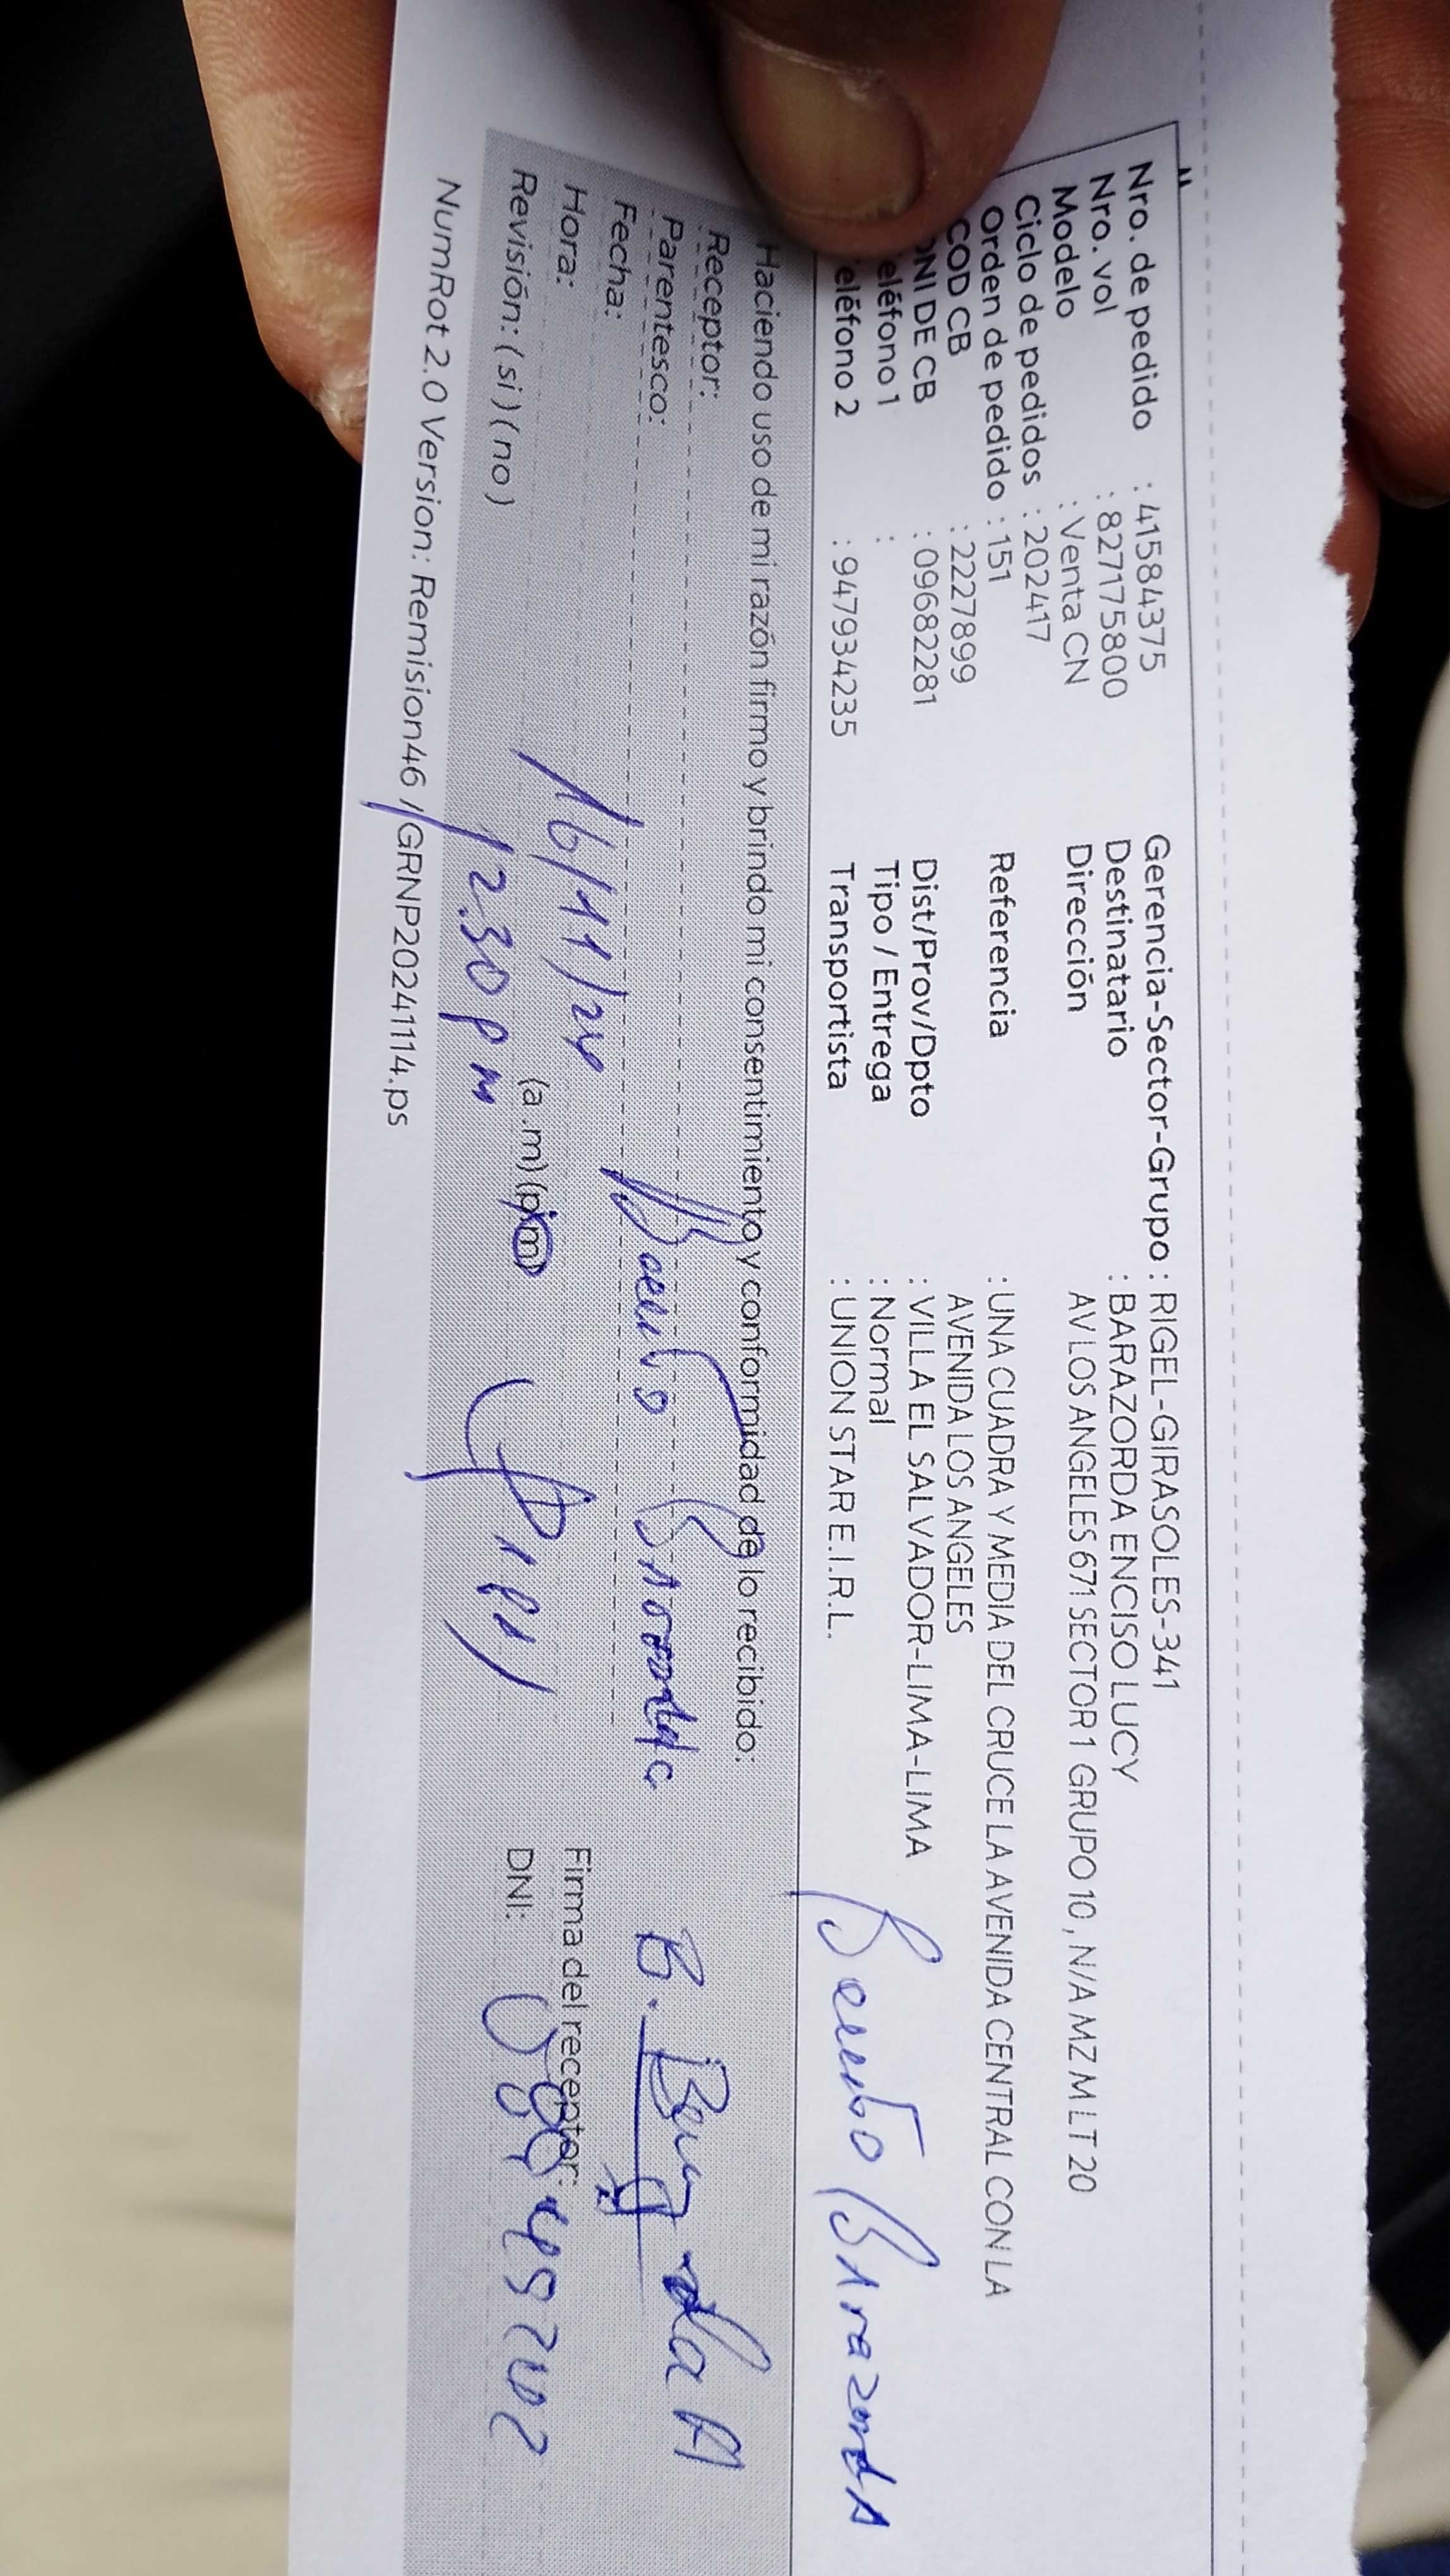 Nro. de pedido : 41584375
Nro. vol : 827175800
Modelo : Venta CN
Ciclo de pedidos : 202417
Orden de pedido : 151
COD CB : 2227899
DNI DE CB : 09682281
eléfono 1 :
eléfono 2 : 947934235
Gerencia-Sector-Grupo : RIGEL-GIRASOLES-341
Destinatario : BARAZORDA ENCISO LUCY
Dirección AV LOS ANGELES 671 SECTOR 1 GRUPO 10 , N/A MZ M LT 20
Referencia : UNA CUADRA Y MEDIA DEL CRUCE LA AVENIDA CENTRAL CON LA
AVENIDA LOS ANGELES
Dist/Prov/Dpto : VILLA EL SALVADOR-LIMA-LIMA
Tipo / Entrega : Normal
Transportista : UNION STAR E.I.R.L.
Haciendo uso de mi razón firmo y brindo mi consentimiento y conformidad de lo recibido:
Receptor:
Parentesco:
Fecha: 16/11/24
Hora: 12:30 pm (a .m) (p.m)
Revisión: ( si ) ( no )
Firma del receptor:
DNI:
NumRot 2.0 Version: Remision46 /GRNP20241114.ps